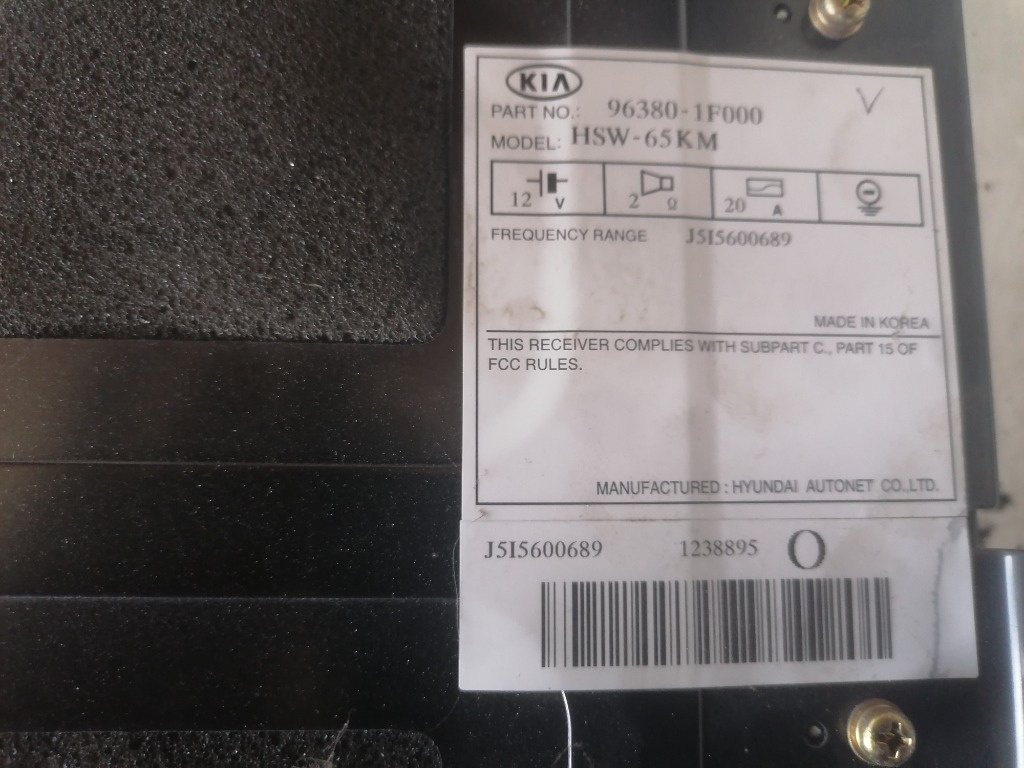 KIA
PART NO.: 96380-1F000
MODEL: HSW-65KM
12 V 2 Ω 20 A
FREQUENCY RANGE J5I5600689
MADE IN KOREA
THIS RECEIVER COMPLIES WITH SUBPART C., PART 15 OF
FCC RULES.
MANUFACTURED : HYUNDAI AUTONET CO.,LTD.
J5I5600689 1238895 O